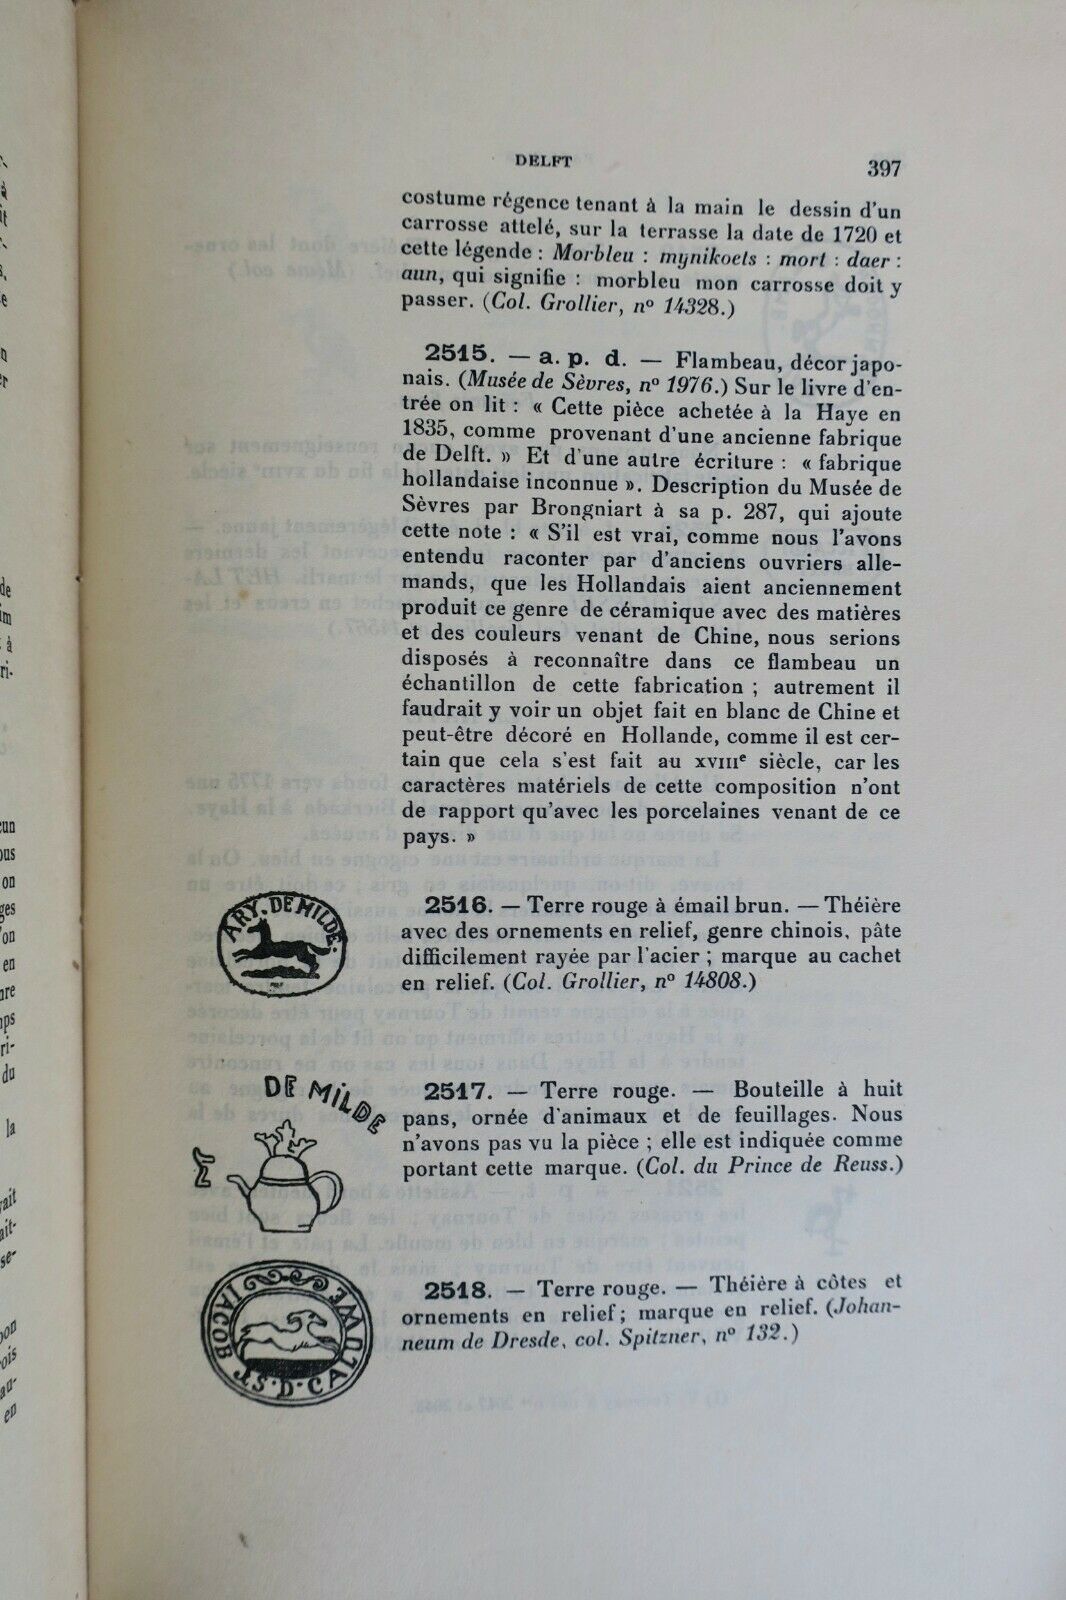 DELFT
397
costume régence tenant à la main le dessin d'un
carrosse attelé, sur la terrasse la date de 1720 et
cette légende : Morbleu : mynikoets : mort : daer :
aun, qui signifie : morbleu mon carrosse doit y
passer. (Col. Grollier, nº 14328.)
2515. — a. p. d. — Flambeau, décor japo-
nais. (Musée de Sèvres, nº 1976.) Sur le livre d'en-
trée on lit : « Cette pièce achetée à la Haye en
1835, comme provenant d'une ancienne fabrique
de Delft. » Et d'une autre écriture : « fabrique
hollandaise inconnue ». Description du Musée de
Sèvres par Brongniart à sa p. 287, qui ajoute
cette note : « S'il est vrai, comme nous l'avons
entendu raconter par d'anciens ouvriers alle-
mands, que les Hollandais aient anciennement
produit ce genre de céramique avec des matières
et des couleurs venant de Chine, nous serions
disposés à reconnaître dans ce flambeau un
échantillon de cette fabrication ; autrement il
faudrait y voir un objet fait en blanc de Chine et
peut-être décoré en Hollande, comme il est cer-
tain que cela s'est fait au XVIIIe siècle, car les
caractères matériels de cette composition n'ont
de rapport qu'avec les porcelaines venant de ce
pays. »
ARY. DE MILDE.
2516. — Terre rouge à émail brun. — Théière
avec des ornements en relief, genre chinois, pâte
difficilement rayée par l'acier ; marque au cachet
en relief. (Col. Grollier, nº 14808.)
DE MiLDE
2517. — Terre rouge. — Bouteille à huit
pans, ornée d'animaux et de feuillages. Nous
n'avons pas vu la pièce ; elle est indiquée comme
portant cette marque. (Col. du Prince de Reuss.)
IACOBUS·D·CALUWE
2518. — Terre rouge. — Théière à côtes et
ornements en relief ; marque en relief. (Johan-
neum de Dresde, col. Spitzner, nº 132.)